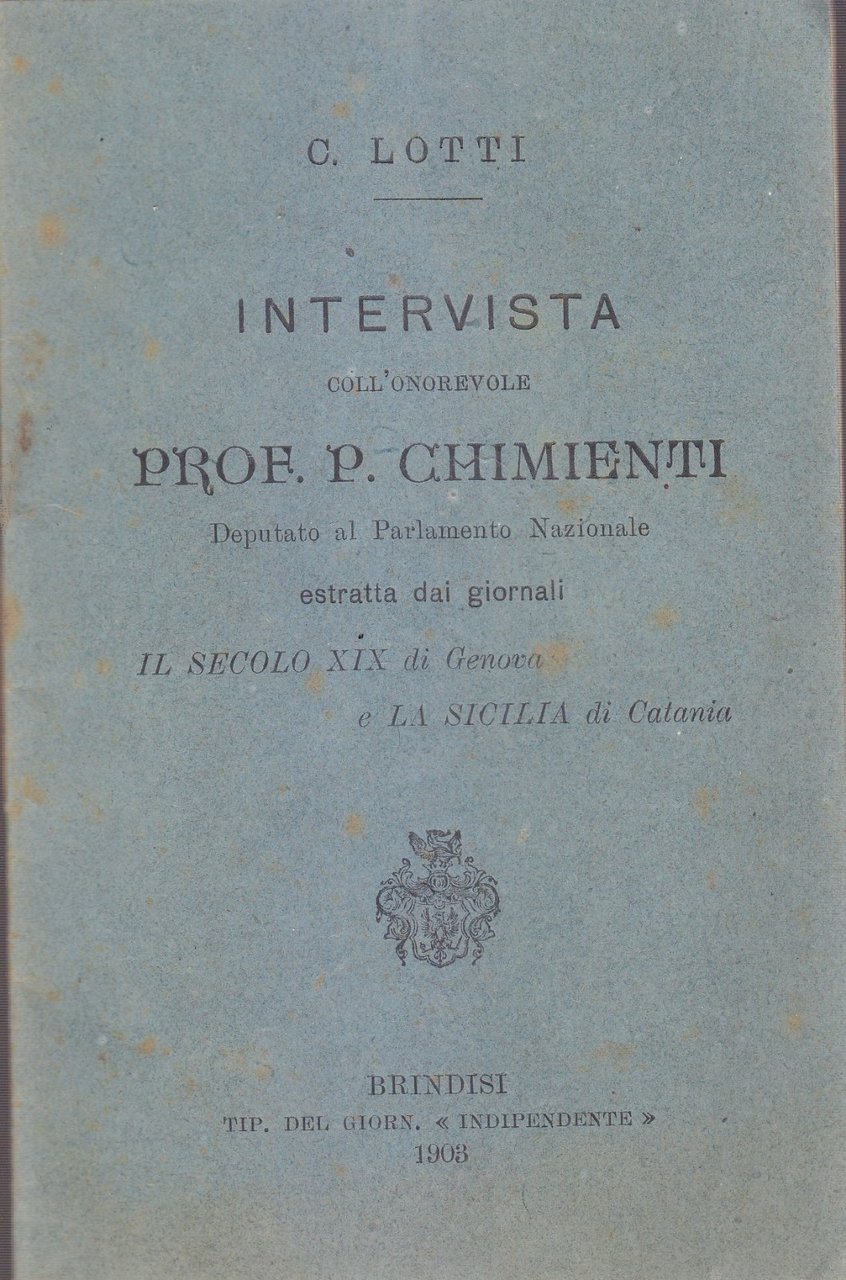 C. LOTTI
INTERVISTA
COLL'ONOREVOLE
PROF. P. CHIMIENTI
Deputato al Parlamento Nazionale
estratta dai giornali
IL SECOLO XIX di Genova
e LA SICILIA di Catania
BRINDISI
TIP. DEL GIORN. « INDIPENDENTE »
1903